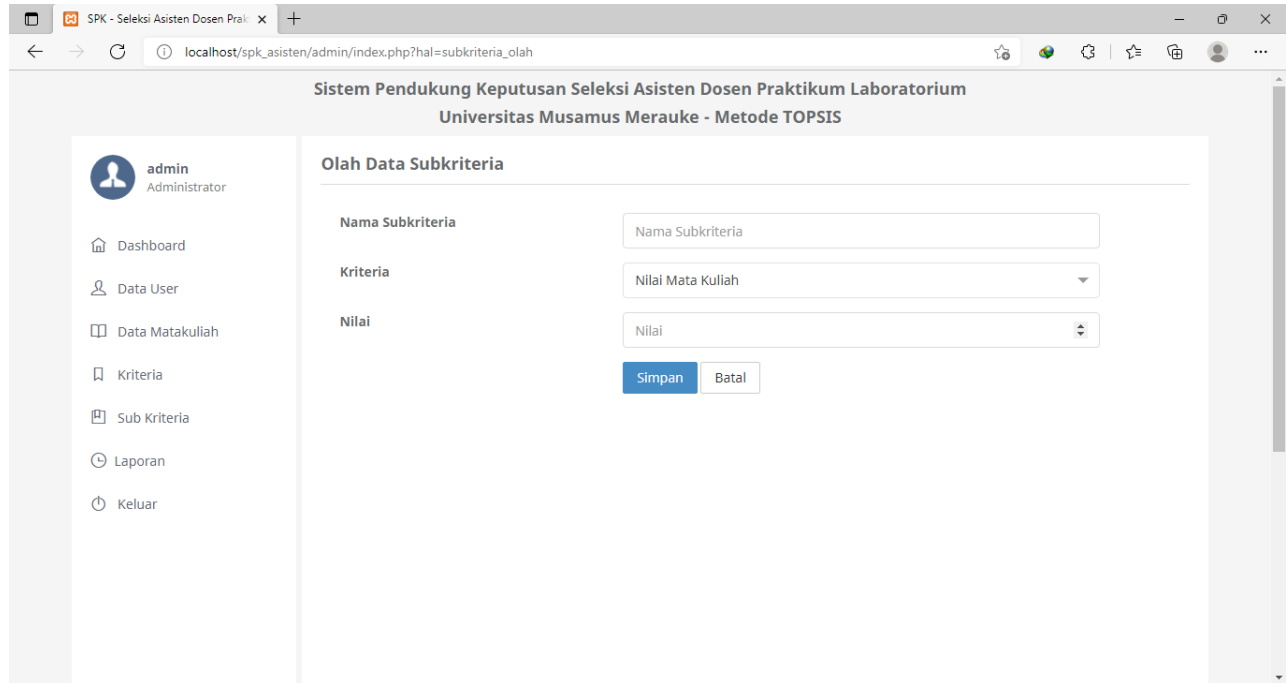 SPK - Seleksi Asisten Dosen Prak
localhost/spk_asisten/admin/index.php?hal=subkriteria_olah
Sistem Pendukung Keputusan Seleksi Asisten Dosen Praktikum Laboratorium
Universitas Musamus Merauke - Metode TOPSIS
admin
Administrator
Dashboard
Data User
Data Matakuliah
Kriteria
Sub Kriteria
Laporan
Keluar
Olah Data Subkriteria
Nama Subkriteria
Nama Subkriteria
Kriteria
Nilai Mata Kuliah
Nilai
Nilai
Simpan
Batal